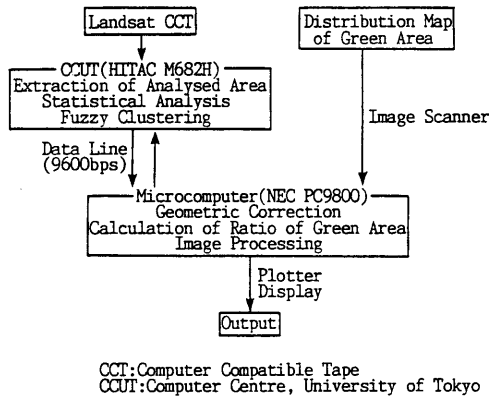 Landsat CCT
Distribution Map
of Green Area
CCUT(HITAC M682H)
Extraction of Analysed Area
Statistical Analysis
Fuzzy Clustering
Image Scanner
Data Line
(9600bps)
Microcomputer(NEC PC9800)
Geometric Correction
Calculation of Ratio of Green Area
Image Processing
Plotter
Display
Output
CCT:Computer Compatible Tape
CCUT:Computer Centre, University of Tokyo